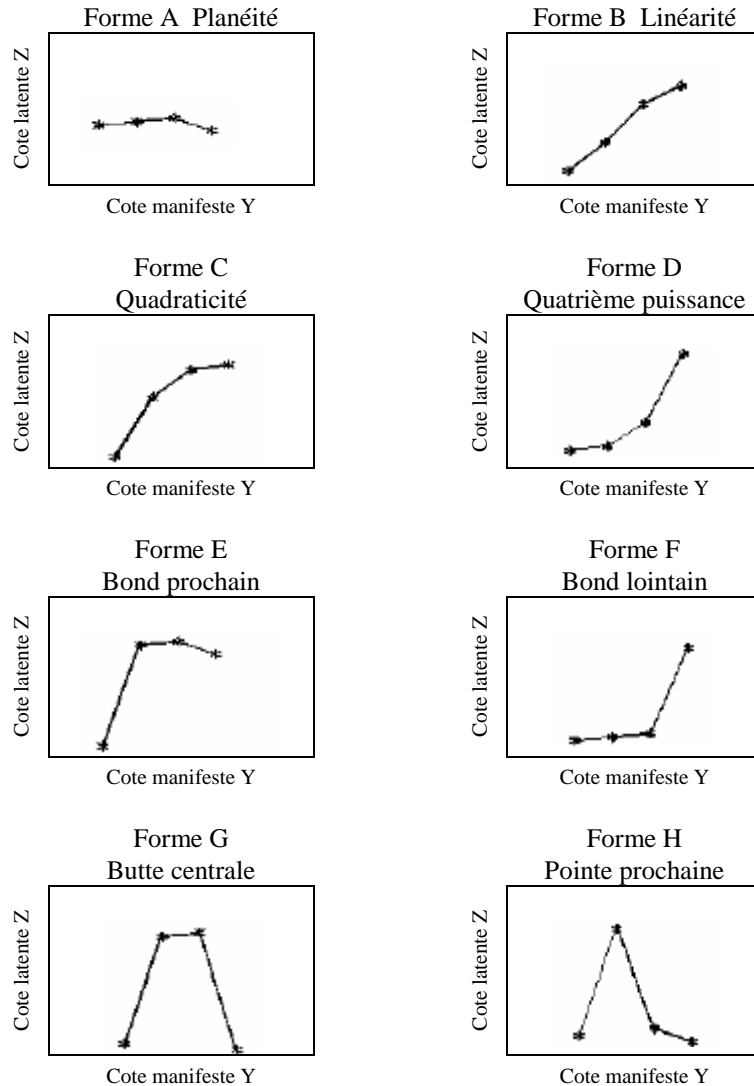 Forme A  Planéité
Cote latente Z
Cote manifeste Y
Forme B  Linéarité
Cote latente Z
Cote manifeste Y
Forme C
Quadraticité
Cote latente Z
Cote manifeste Y
Forme D
Quatrième puissance
Cote latente Z
Cote manifeste Y
Forme E
Bond prochain
Cote latente Z
Cote manifeste Y
Forme F
Bond lointain
Cote latente Z
Cote manifeste Y
Forme G
Butte centrale
Cote latente Z
Cote manifeste Y
Forme H
Pointe prochaine
Cote latente Z
Cote manifeste Y